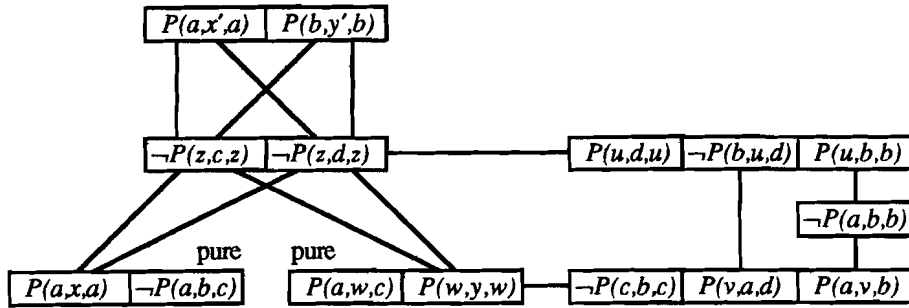 P(a,x′,a) P(b,y′,b)
¬P(z,c,z) ¬P(z,d,z) P(u,d,u) ¬P(b,u,d) P(u,b,b)
¬P(a,b,b)
pure pure
P(a,x,a) ¬P(a,b,c) P(a,w,c) P(w,y,w) ¬P(c,b,c) P(v,a,d) P(a,v,b)